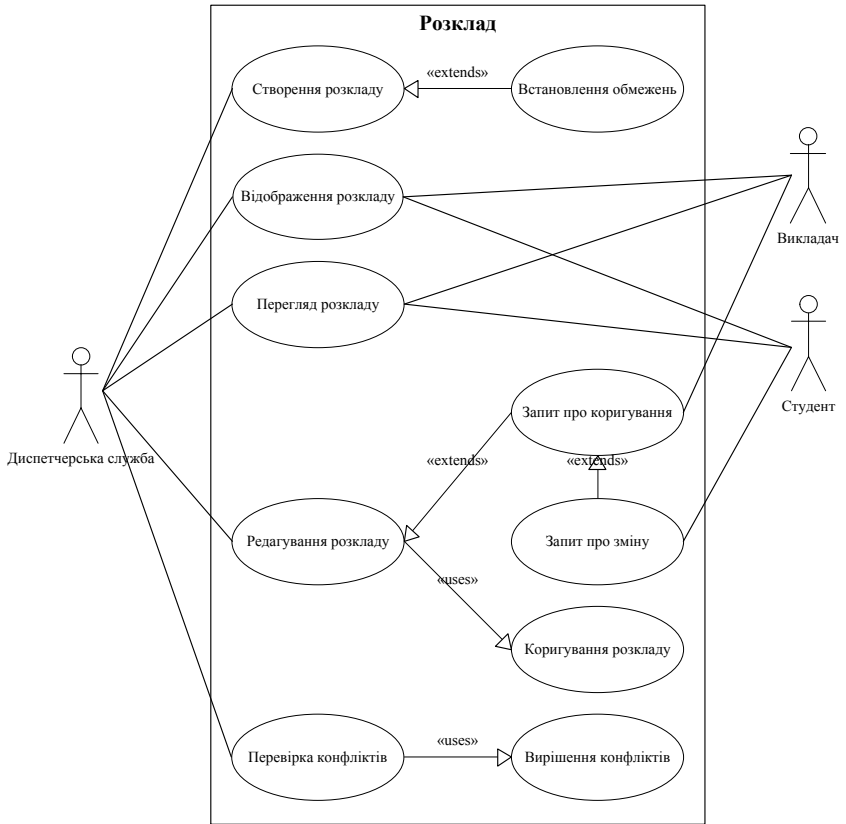 Розклад
Створення розкладу
«extends»
Встановлення обмежень
Відображення розкладу
Викладач
Перегляд розкладу
Студент
Диспетчерська служба
Запит про коригування
«extends»
«extends»
Редагування розкладу
Запит про зміну
«uses»
Коригування розкладу
Перевірка конфліктів
«uses»
Вирішення конфліктів